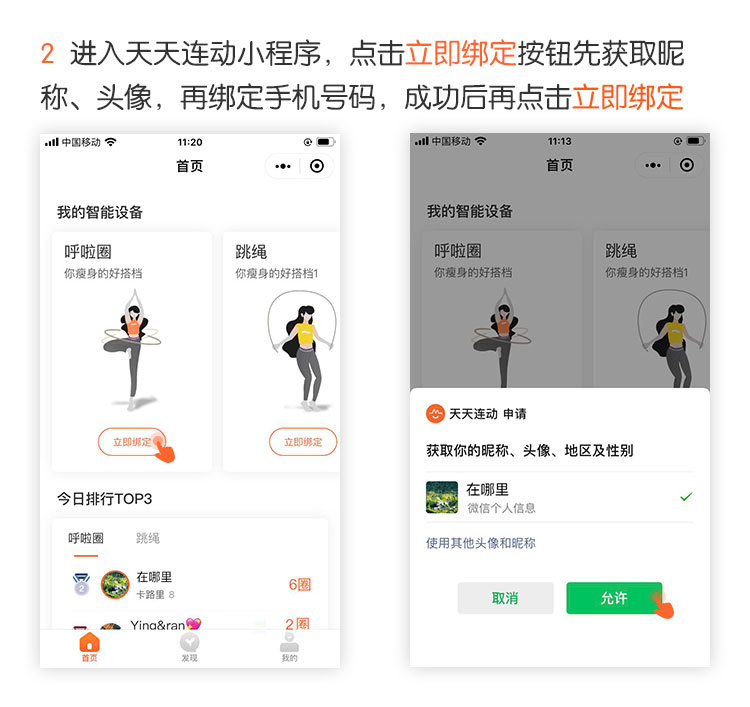 2 进入天天连动小程序，点击立即绑定按钮先获取昵
称、头像，再绑定手机号码，成功后再点击立即绑定
中国移动 11:20
首页
我的智能设备
呼啦圈
你瘦身的好搭档
立即绑定
跳绳
你瘦身的好搭档1
立即绑定
今日排行TOP3
呼啦圈 跳绳
2 在哪里 6圈
卡路里 8
Ying&ran💖 2圈
首页 发现 我的
中国移动 11:13
首页
我的智能设备
呼啦圈
你瘦身的好搭档
跳绳
你瘦身的好搭档1
天天连动 申请
获取你的昵称、头像、地区及性别
在哪里
微信个人信息
使用其他头像和昵称
取消 允许